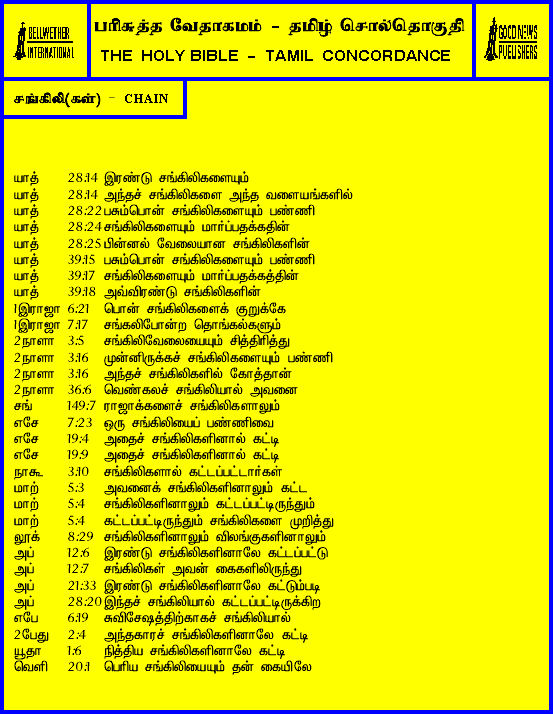 BELLWETHER
INTERNATIONAL
பரிசுத்த வேதாகமம் - தமிழ் சொல்தொகுதி
THE HOLY BIBLE - TAMIL CONCORDANCE
GOOD NEWS
PUBLISHERS
சங்கிலி(கள்) - CHAIN
யாத் 28:14 இரண்டு சங்கிலிகளையும்
யாத் 28:14 அந்தச் சங்கிலிகளை அந்த வளையங்களில்
யாத் 28:22 பசும்பொன் சங்கிலிகளையும் பண்ணி
யாத் 28:24 சங்கிலிகளையும் மார்ப்பதக்கதின்
யாத் 28:25 பின்னல் வேலையான சங்கிலிகளின்
யாத் 39:15 பசும்பொன் சங்கிலிகளையும் பண்ணி
யாத் 39:17 சங்கிலிகளையும் மார்ப்பதக்கத்தின்
யாத் 39:18 அவ்விரண்டு சங்கிலிகளின்
1இராஜா 6:21 பொன் சங்கிலிகளைக் குறுக்கே
1இராஜா 7:17 சங்கலிபோன்ற தொங்கல்களும்
2நாளா 3:5 சங்கிலிவேலையையும் சித்திரித்து
2நாளா 3:16 முன்னிருக்கச் சங்கிலிகளையும் பண்ணி
2நாளா 3:16 அந்தச் சங்கிலிகளில் கோத்தான்
2நாளா 36:6 வெண்கலச் சங்கிலியால் அவனை
சங் 149:7 ராஜாக்களைச் சங்கிலிகளாலும்
எசே 7:23 ஒரு சங்கிலியைப் பண்ணிவை
எசே 19:4 அதைச் சங்கிலிகளினால் கட்டி
எசே 19:9 அதைச் சங்கிலிகளினால் கட்டி
நாகூ 3:10 சங்கிலிகளால் கட்டப்பட்டார்கள்
மாற் 5:3 அவனைக் சங்கிலிகளினாலும் கட்ட
மாற் 5:4 சங்கிலிகளினாலும் கட்டப்பட்டிருந்தும்
மாற் 5:4 கட்டப்பட்டிருந்தும் சங்கிலிகளை முறித்து
லூக் 8:29 சங்கிலிகளினாலும் விலங்குகளினாலும்
அப் 12:6 இரண்டு சங்கிலிகளினாலே கட்டப்பட்டு
அப் 12:7 சங்கிலிகள் அவன் கைகளிலிருந்து
அப் 21:33 இரண்டு சங்கிலிகளினாலே கட்டும்படி
அப் 28:20 இந்தச் சங்கிலியால் கட்டப்பட்டிருக்கிற
எபே 6:19 சுவிசேஷத்திற்காகச் சங்கிலியால்
2பேது 2:4 அந்தகாரச் சங்கிலிகளினாலே கட்டி
யூதா 1:6 நித்திய சங்கிலிகளினாலே கட்டி
வெளி 20:1 பெரிய சங்கிலியையும் தன் கையிலே